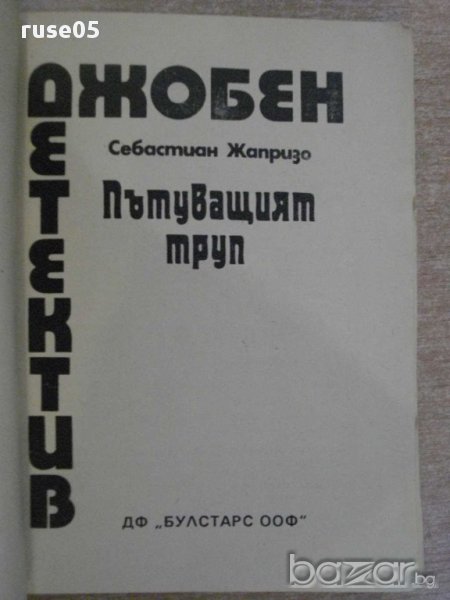 ruse05
ДЖОБЕН
ДЕТЕКТИВ
Себастиан Жапризо
Пътуващият
труп
ДФ „БУЛСТАРС ООФ“
bazar.bg